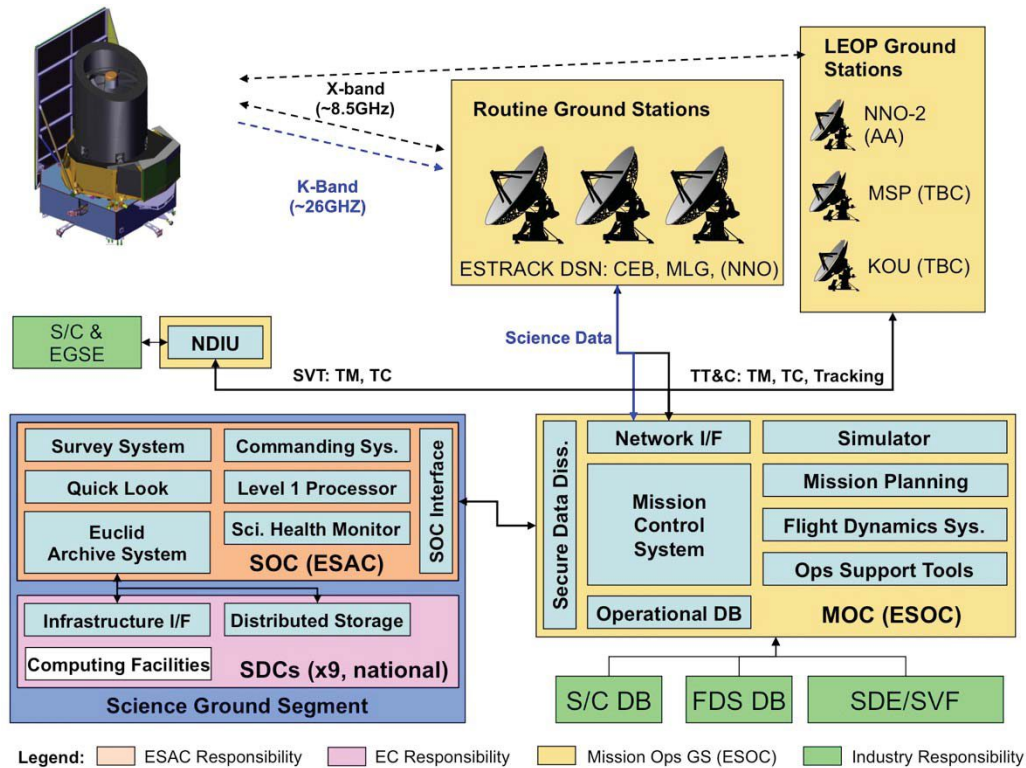 X-band
(~8.5GHz)
K-Band
(~26GHZ)
Routine Ground Stations
ESTRACK DSN: CEB, MLG, (NNO)
LEOP Ground
Stations
NNO-2
(AA)
MSP (TBC)
KOU (TBC)
S/C &
EGSE
NDIU
Science Data
SVT: TM, TC
TT&C: TM, TC, Tracking
Survey System
Commanding Sys.
Quick Look
Level 1 Processor
Euclid
Archive System
Sci. Health Monitor
SOC Interface
SOC (ESAC)
Infrastructure I/F
Distributed Storage
Computing Facilities
SDCs (x9, national)
Science Ground Segment
Secure Data Diss.
Network I/F
Simulator
Mission
Control
System
Mission Planning
Flight Dynamics Sys.
Ops Support Tools
Operational DB
MOC (ESOC)
S/C DB
FDS DB
SDE/SVF
Legend:
ESAC Responsibility
EC Responsibility
Mission Ops GS (ESOC)
Industry Responsibility